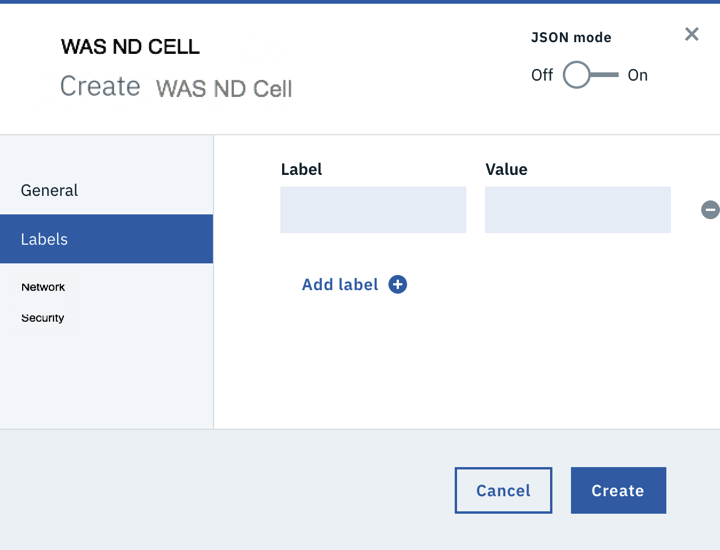 WAS ND CELL
Create WAS ND Cell
JSON mode
Off On
General
Labels
Network
Security
Label Value
Add label
Cancel Create